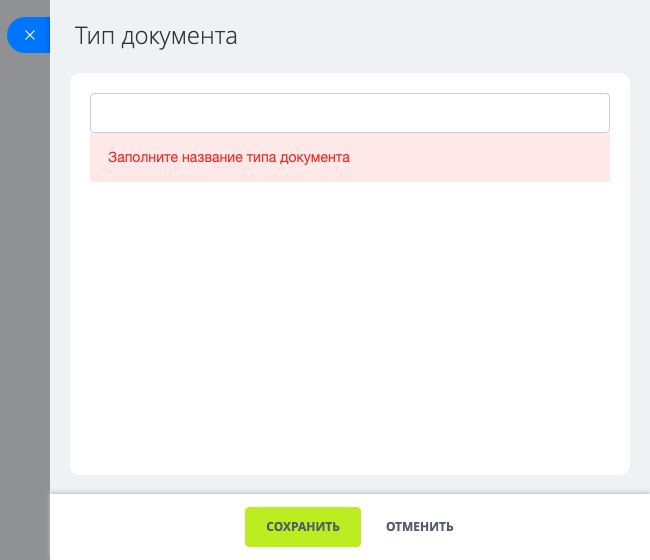 Тип документа
Заполните название типа документа
СОХРАНИТЬ
ОТМЕНИТЬ